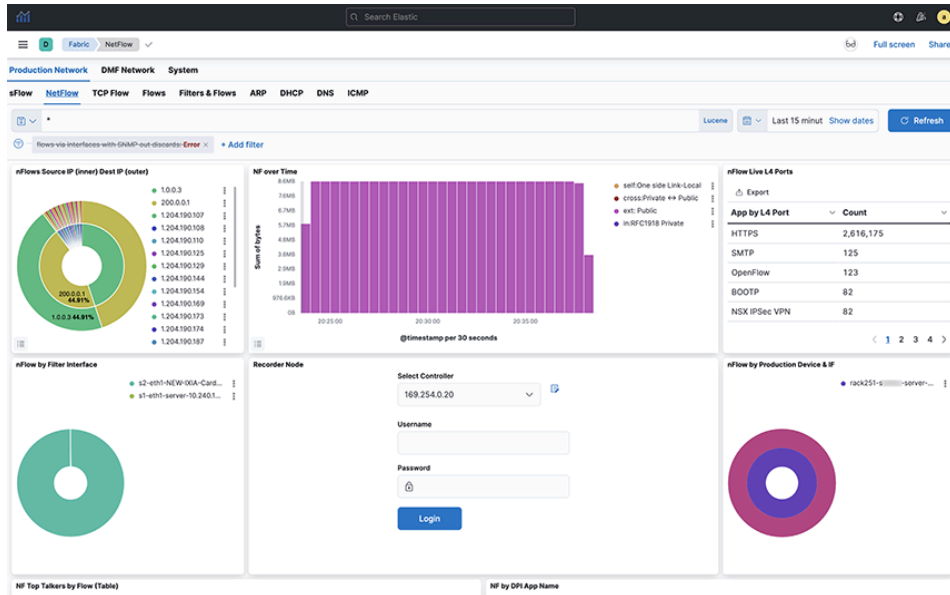 Search Elastic
a
D Fabric NetFlow
Full screen Share
Production Network DMF Network System
sFlow NetFlow TCP Flow Flows Filters & Flows ARP DHCP DNS ICMP
*
Lucene
Last 15 minut Show dates
Refresh
flows via interfaces with SNMP out discards: Error ×
+ Add filter
nFlows Source IP (inner) Dest IP (outer)
1.0.0.3
200.0.0.1
1.204.190.107
1.204.190.108
1.204.190.110
1.204.190.125
1.204.190.129
1.204.190.144
1.204.190.154
1.204.190.169
1.204.190.173
1.204.190.174
1.204.190.187
200.0.0.1
44.91%
1.0.0.3 44.91%
NF over Time
Sum of bytes
8.6MB
7.6MB
6.7MB
5.7MB
4.8MB
3.8MB
2.9MB
1.9MB
976.6KB
0B
20:25:00 20:30:00 20:35:00
@timestamp per 30 seconds
self:One side Link-Local
cross:Private ↔ Public
ext: Public
in:RFC1918 Private
nFlow Live L4 Ports
Export
App by L4 Port Count
HTTPS 2,616,175
SMTP 125
OpenFlow 123
BOOTP 82
NSX IPSec VPN 82
1 2 3 4
nFlow by Filter Interface
s2-eth1-NEW-IXIA-Card...
s1-eth1-server-10.240.1...
Recorder Node
Select Controller
169.254.0.20
Username
Password
Login
nFlow by Production Device & IF
rack251-s -server-...
NF Top Talkers by Flow (Table)
NF by DPI App Name